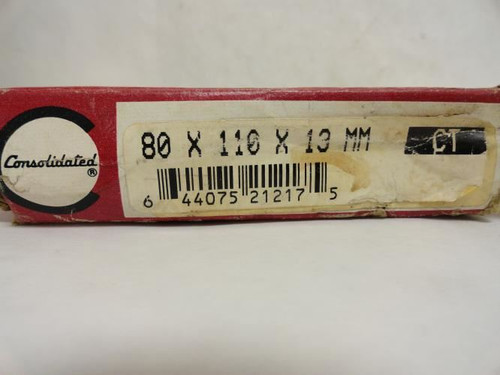 Consolidated ®
80 X 110 X 13 MM CT
6 44075 21217 5